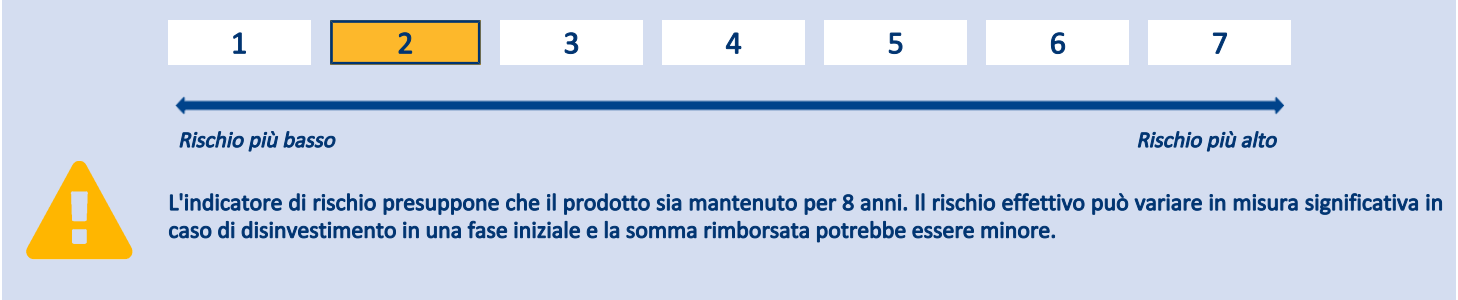 1 2 3 4 5 6 7
Rischio più basso Rischio più alto
L'indicatore di rischio presuppone che il prodotto sia mantenuto per 8 anni. Il rischio effettivo può variare in misura significativa in
caso di disinvestimento in una fase iniziale e la somma rimborsata potrebbe essere minore.